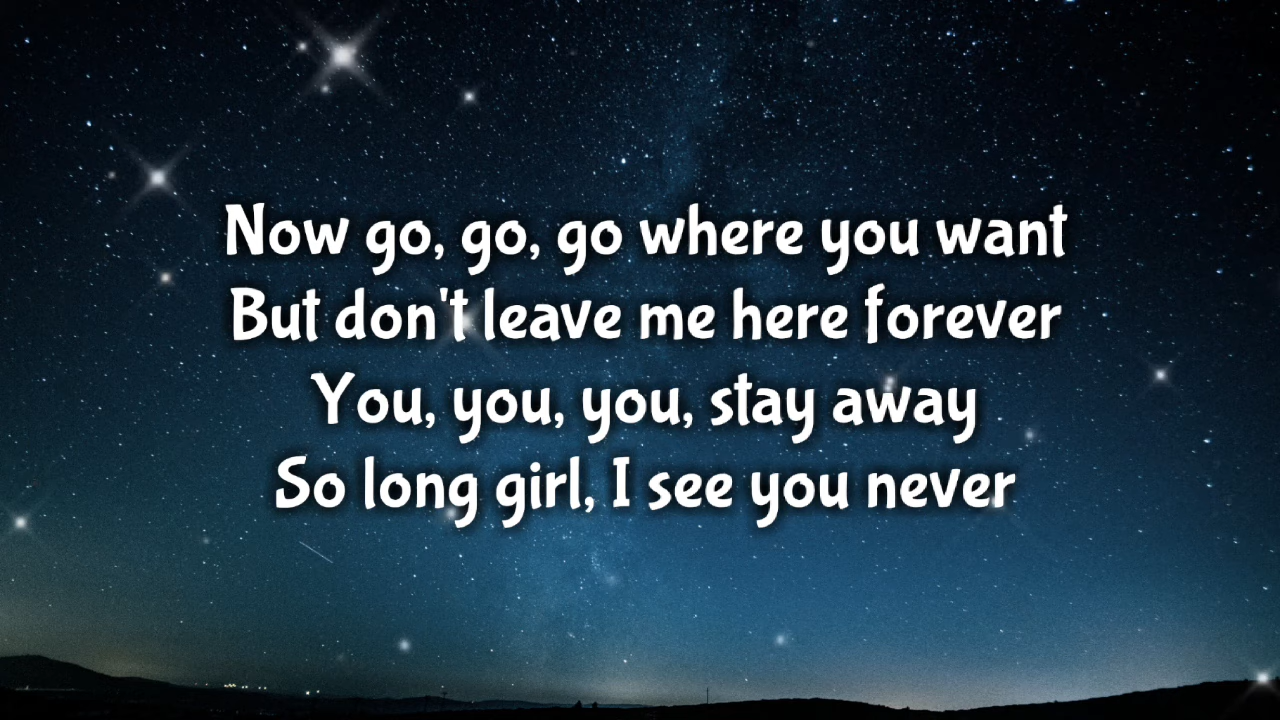 Now go, go, go where you want
But don't leave me here forever
You, you, you, stay away
So long girl, I see you never